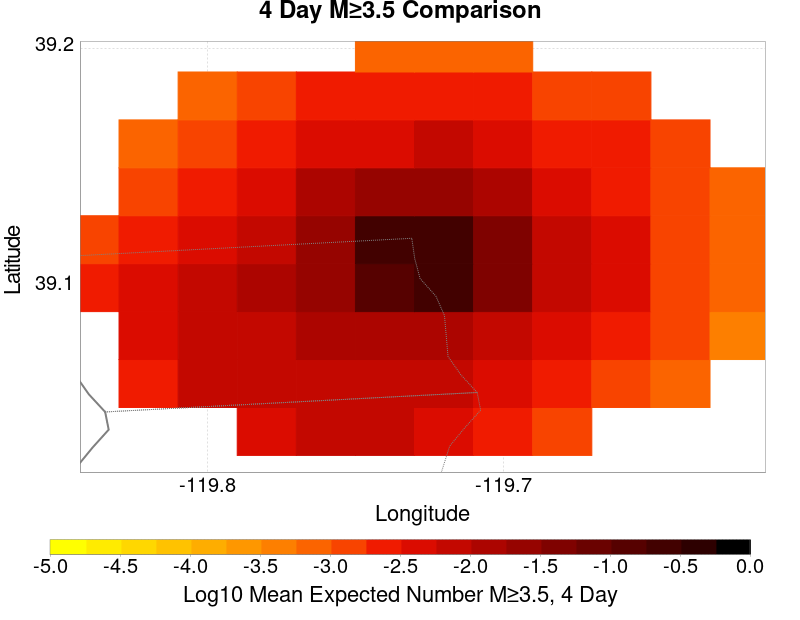 4 Day M≥3.5 Comparison
39.2
39.1
Latitude
-119.8 -119.7
Longitude
-5.0 -4.5 -4.0 -3.5 -3.0 -2.5 -2.0 -1.5 -1.0 -0.5 0.0
Log10 Mean Expected Number M≥3.5, 4 Day